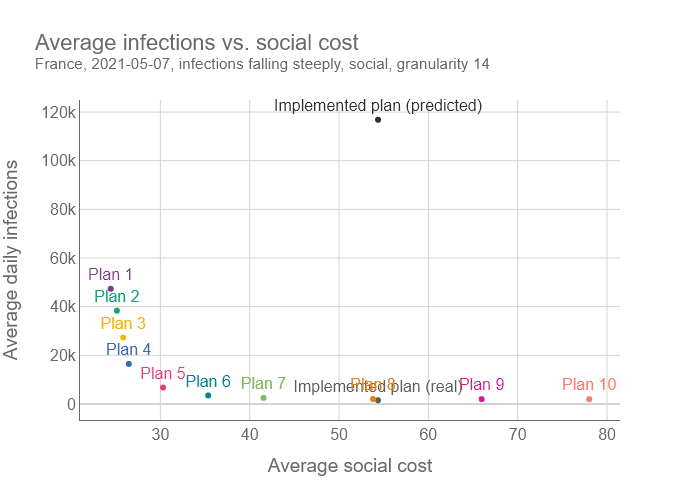 Average infections vs. social cost
France, 2021-05-07, infections falling steeply, social, granularity 14
Average daily infections
120k
100k
80k
60k
40k
20k
0
Implemented plan (predicted)
Plan 1
Plan 2
Plan 3
Plan 4
Plan 5
Plan 6
Plan 7
Implemented plan (real)
Plan 8
Plan 9
Plan 10
30 40 50 60 70 80
Average social cost